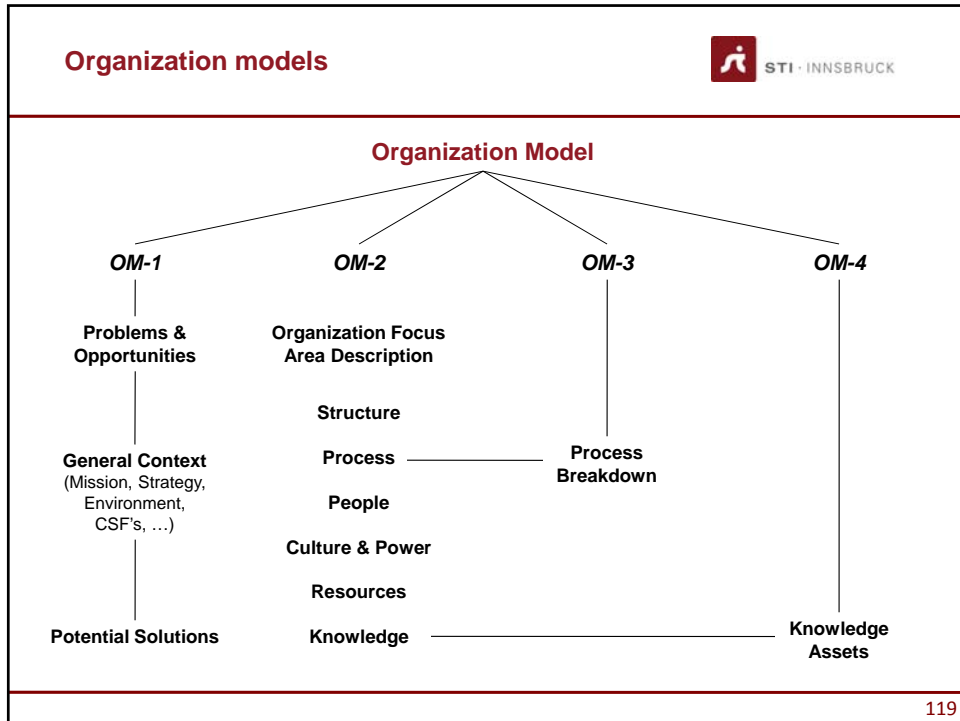 Organization models
STI · INNSBRUCK
Organization Model
OM-1
OM-2
OM-3
OM-4
Problems &
Opportunities
General Context
(Mission, Strategy,
Environment,
CSF's, …)
Potential Solutions
Organization Focus
Area Description
Structure
Process
People
Culture & Power
Resources
Knowledge
Process
Breakdown
Knowledge
Assets
119